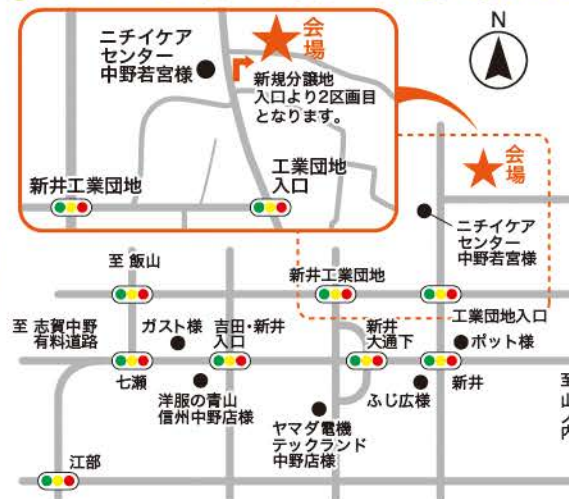 ニチイケア
センター
中野若宮様
会場
新規分譲地
入口より2区画目
となります。
新井工業団地
工業団地
入口
N
会場
ニチイケア
センター
中野若宮様
至 飯山
新井工業団地
工業団地入口
至 志賀中野
有料道路
ガスト様
吉田・新井
入口
新井
大通下
ポット様
七瀬
洋服の青山
信州中野店様
ヤマダ電機
テックランド
中野店様
ふじ広様
新井
江部
至
山ノ内